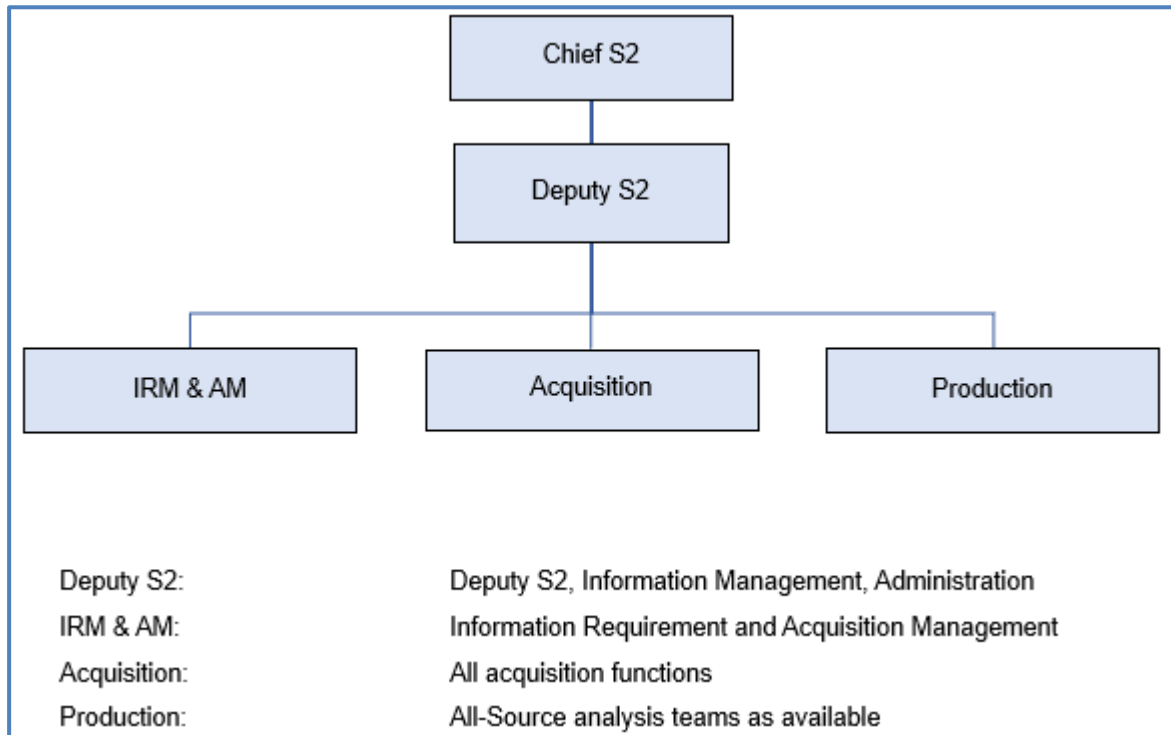 Chief S2
Deputy S2
IRM & AM
Acquisition
Production
Deputy S2: Deputy S2, Information Management, Administration
IRM & AM: Information Requirement and Acquisition Management
Acquisition: All acquisition functions
Production: All-Source analysis teams as available